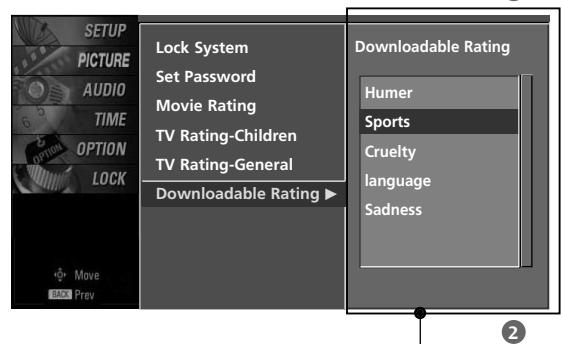 SETUP
PICTURE
AUDIO
TIME
OPTION
LOCK
Move
BACK Prev
Lock System
Set Password
Movie Rating
TV Rating-Children
TV Rating-General
Downloadable Rating ▶
Downloadable Rating
Humer
Sports
Cruelty
language
Sadness
2